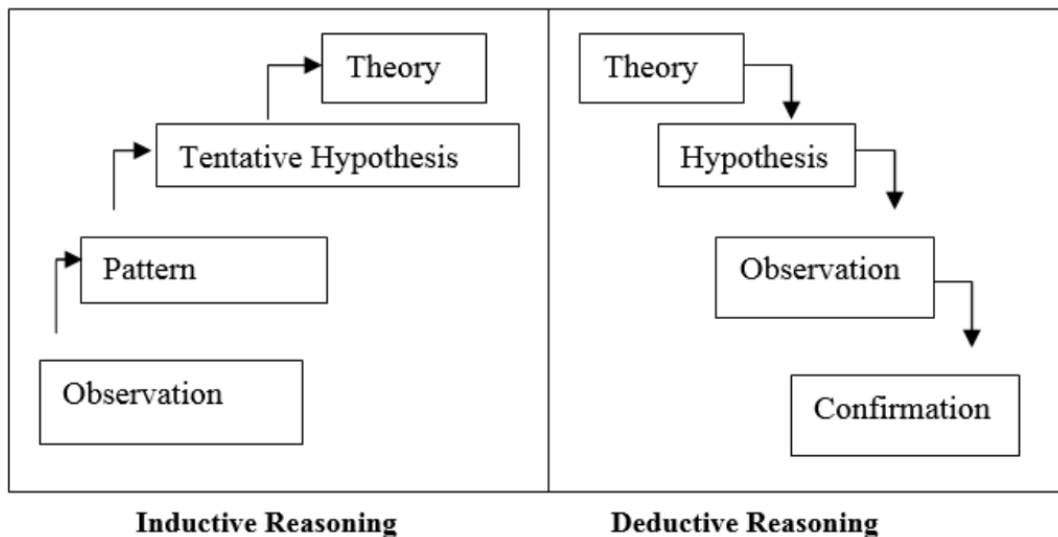 Theory
Tentative Hypothesis
Pattern
Observation
Theory
Hypothesis
Observation
Confirmation
Inductive Reasoning
Deductive Reasoning